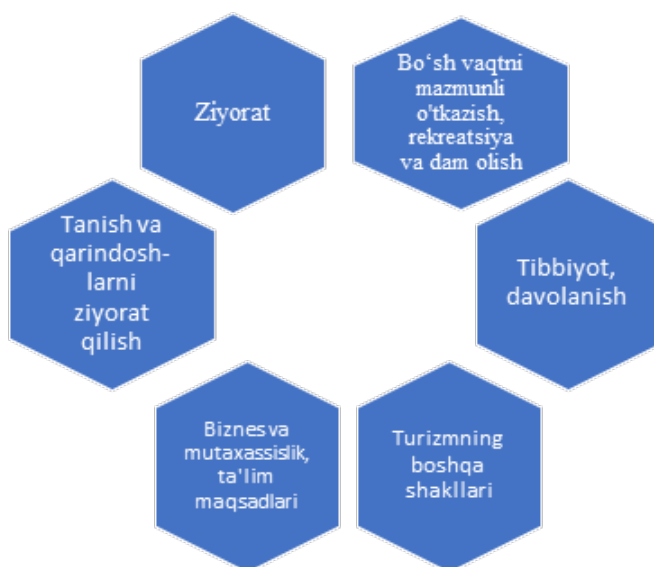 Ziyorat
Bo‘sh vaqtni
mazmunli
o'tkazish,
rekreatsiya
va dam olish
Tanish va
qarindosh-
larni
ziyorat
qilish
Tibbiyot,
davolanish
Biznes va
mutaxassislik,
ta'lim
maqsadlari
Turizmning
boshqa
shakllari